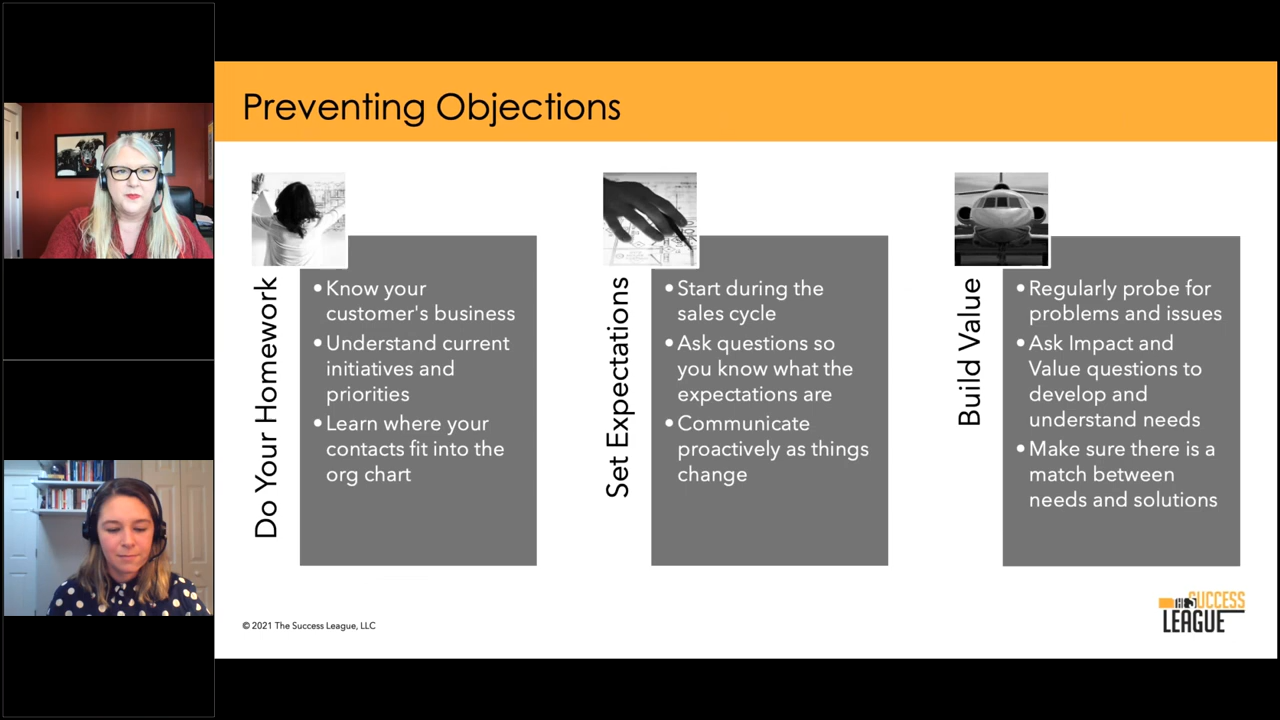 Preventing Objections
Do Your Homework
• Know your
customer's business
• Understand current
initiatives and
priorities
• Learn where your
contacts fit into the
org chart
Set Expectations
• Start during the
sales cycle
• Ask questions so
you know what the
expectations are
• Communicate
proactively as things
change
Build Value
• Regularly probe for
problems and issues
• Ask Impact and
Value questions to
develop and
understand needs
• Make sure there is a
match between
needs and solutions
© 2021 The Success League, LLC
THE SUCCESS
LEAGUE